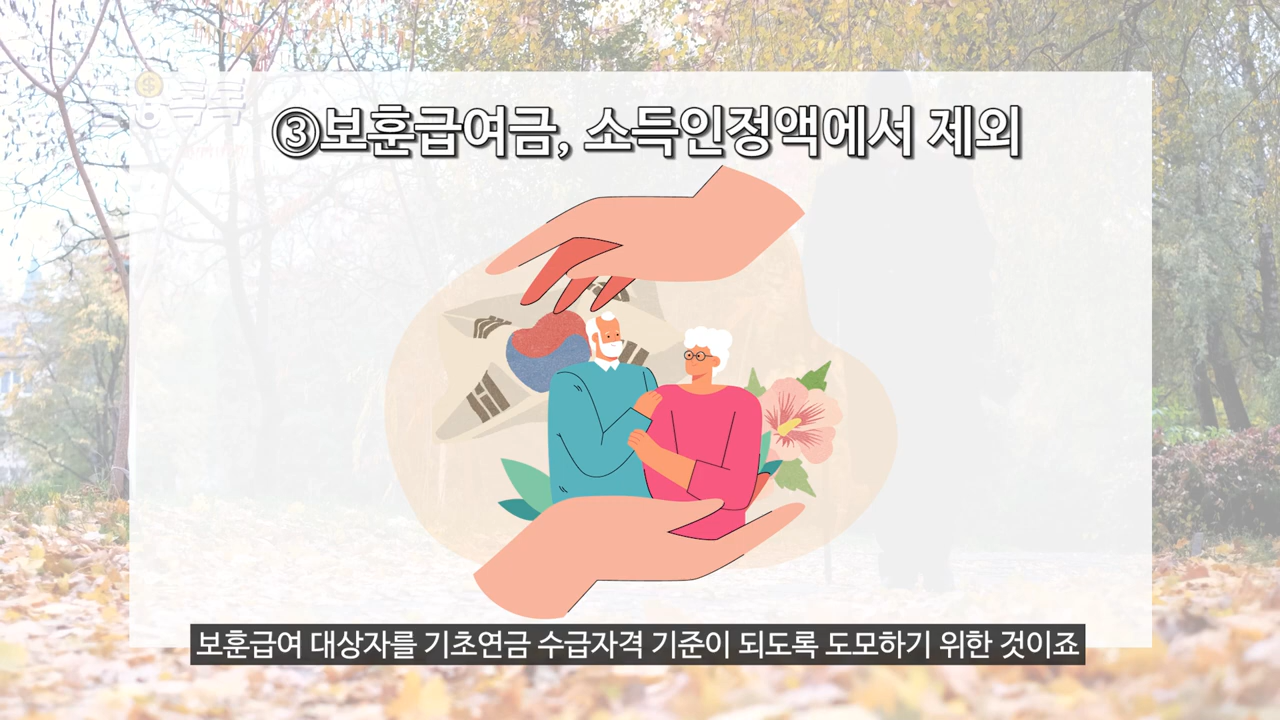 륵륵
③보훈급여금, 소득인정액에서 제외
보훈급여 대상자를 기초연금 수급자격 기준이 되도록 도모하기 위한 것이죠